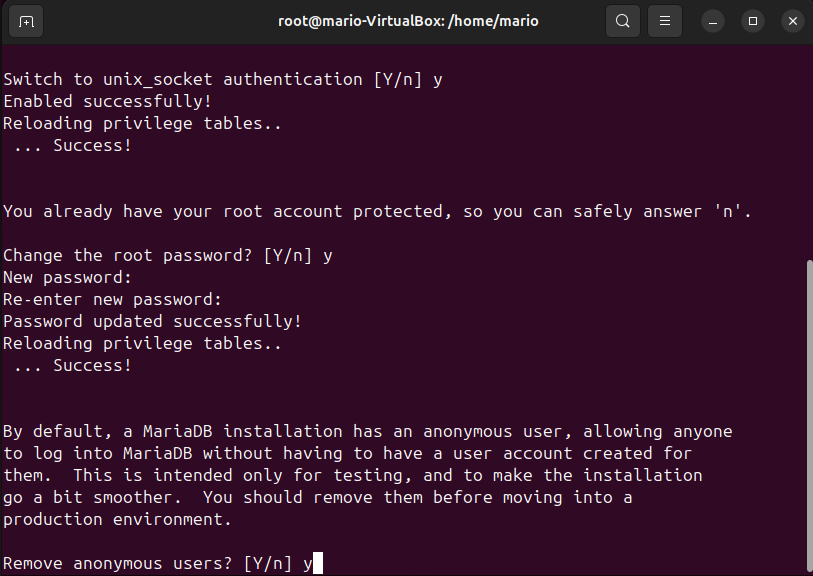 root@mario-VirtualBox: /home/mario
Switch to unix_socket authentication [Y/n] y
Enabled successfully!
Reloading privilege tables..
 ... Success!
You already have your root account protected, so you can safely answer 'n'.
Change the root password? [Y/n] y
New password:
Re-enter new password:
Password updated successfully!
Reloading privilege tables..
 ... Success!
By default, a MariaDB installation has an anonymous user, allowing anyone
to log into MariaDB without having to have a user account created for
them.  This is intended only for testing, and to make the installation
go a bit smoother.  You should remove them before moving into a
production environment.
Remove anonymous users? [Y/n] y